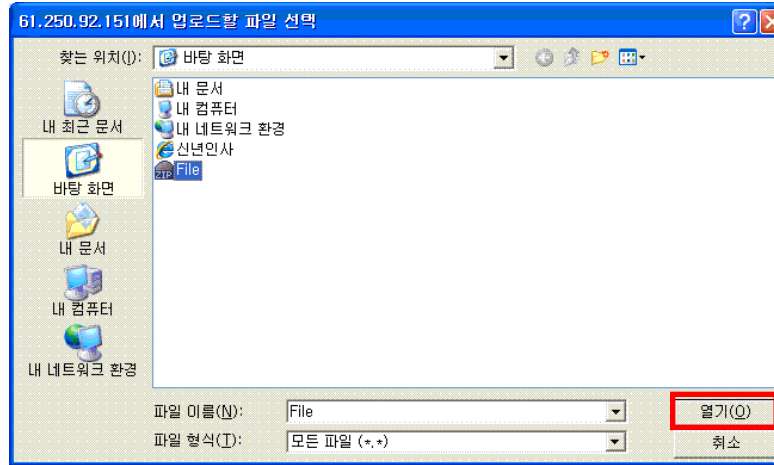 61.250.92.151에서 업로드할 파일 선택
찾는 위치(I):
바탕 화면
내 최근 문서
바탕 화면
내 문서
내 컴퓨터
내 네트워크 환경
내 문서
내 컴퓨터
내 네트워크 환경
신년인사
ZIP File
파일 이름(N):
File
열기(O)
파일 형식(T):
모든 파일 (*.*)
취소